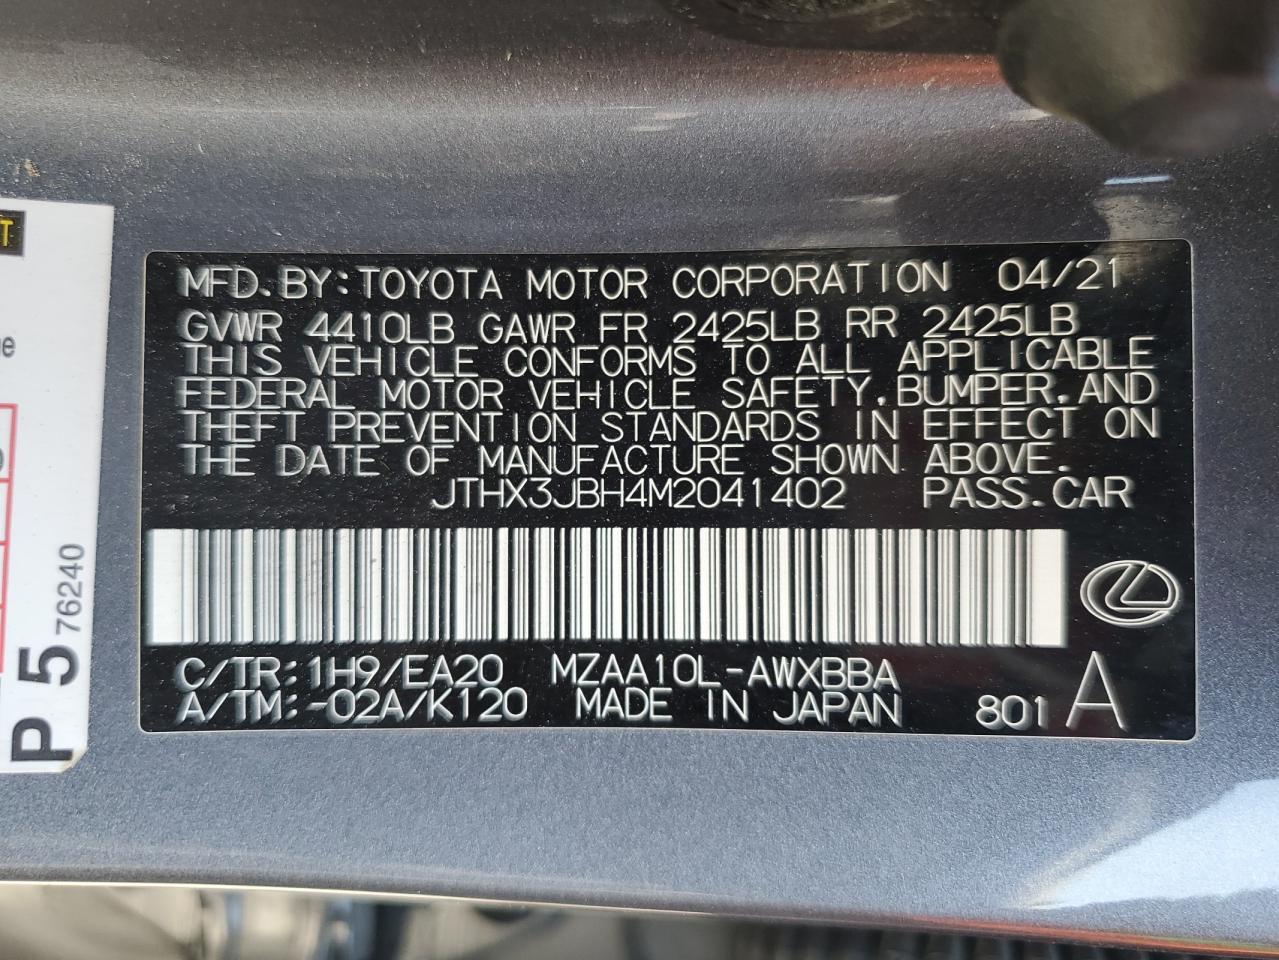 MFD.BY:TOYOTA MOTOR CORPORATION 04/21
GVWR 4410LB GAWR FR 2425LB RR 2425LB
THIS VEHICLE CONFORMS TO ALL APPLICABLE
FEDERAL MOTOR VEHICLE SAFETY,BUMPER,AND
THEFT PREVENTION STANDARDS IN EFFECT ON
THE DATE OF MANUFACTURE SHOWN ABOVE.
JTHX3JBH4M2041402 PASS.CAR
C/TR:1H9/EA20 MZAA10L-AWXBBA
A/TM:-02A/K120 MADE IN JAPAN 801 A
P 5 76240